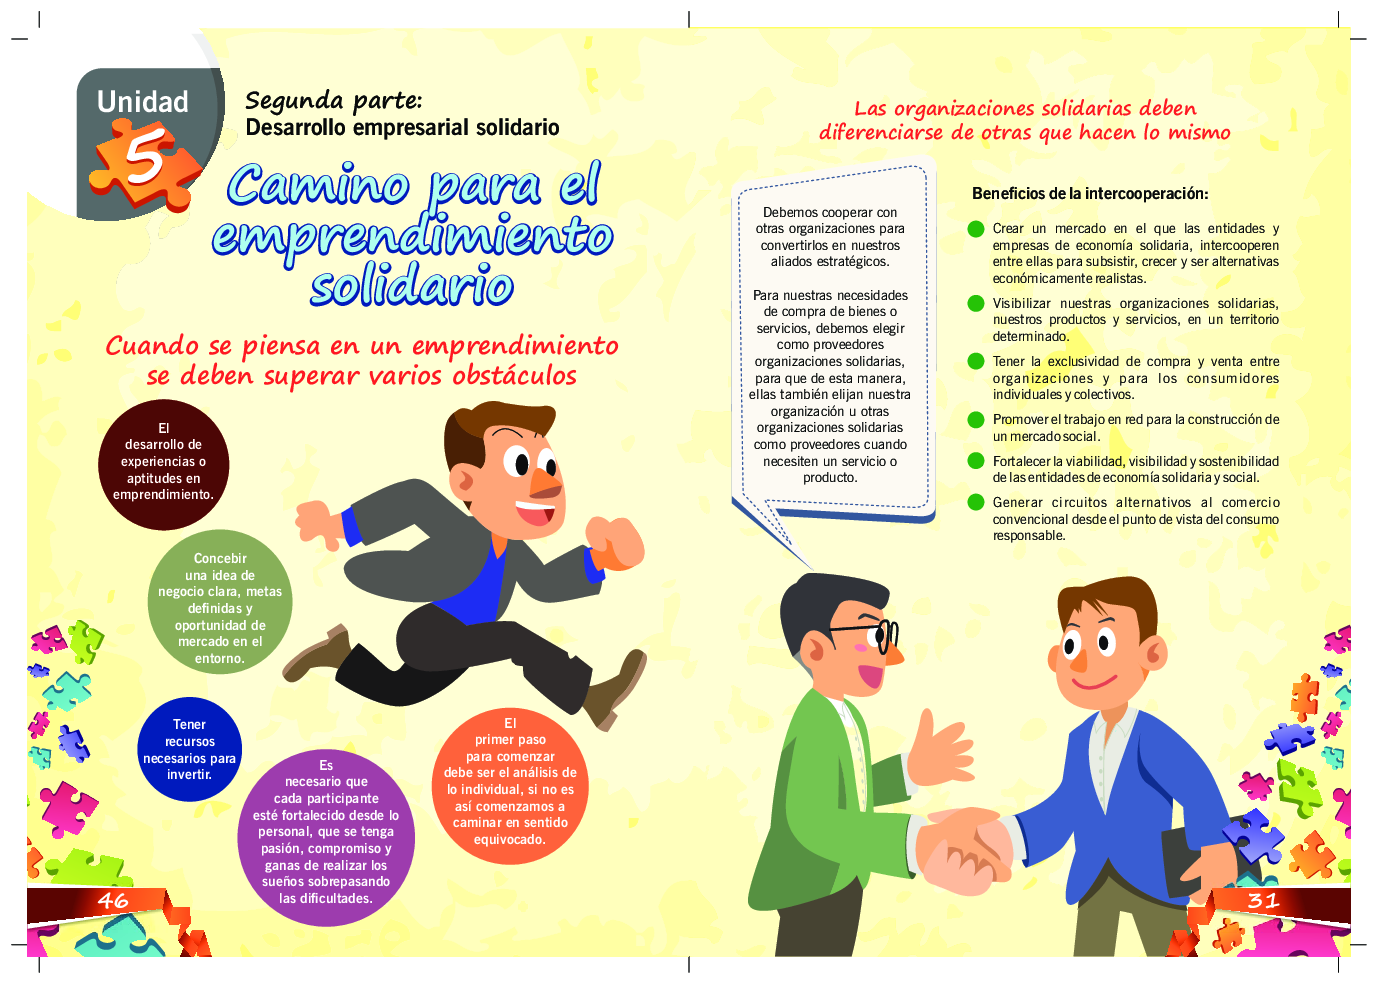 Unidad
5
Segunda parte:
Desarrollo empresarial solidario
Camino para el
emprendimiento
solidario
Cuando se piensa en un emprendimiento
se deben superar varios obstáculos
El
desarrollo de
experiencias o
aptitudes en
emprendimiento.
Concebir
una idea de
negocio clara, metas
definidas y
oportunidad de
mercado en el
entorno.
Tener
recursos
necesarios para
invertir.
Es
necesario que
cada participante
esté fortalecido desde lo
personal, que se tenga
pasión, compromiso y
ganas de realizar los
sueños sobrepasando
las dificultades.
El
primer paso
para comenzar
debe ser el análisis de
lo individual, si no es
así comenzamos a
caminar en sentido
equivocado.
46
Las organizaciones solidarias deben
diferenciarse de otras que hacen lo mismo
Debemos cooperar con
otras organizaciones para
convertirlos en nuestros
aliados estratégicos.
Para nuestras necesidades
de compra de bienes o
servicios, debemos elegir
como proveedores
organizaciones solidarias,
para que de esta manera,
ellas también elijan nuestra
organización u otras
organizaciones solidarias
como proveedores cuando
necesiten un servicio o
producto.
Beneficios de la intercooperación:
Crear un mercado en el que las entidades y
empresas de economía solidaria, intercooperen
entre ellas para subsistir, crecer y ser alternativas
económicamente realistas.
Visibilizar nuestras organizaciones solidarias,
nuestros productos y servicios, en un territorio
determinado.
Tener la exclusividad de compra y venta entre
organizaciones y para los consumidores
individuales y colectivos.
Promover el trabajo en red para la construcción de
un mercado social.
Fortalecer la viabilidad, visibilidad y sostenibilidad
de las entidades de economía solidaria y social.
Generar circuitos alternativos al comercio
convencional desde el punto de vista del consumo
responsable.
31